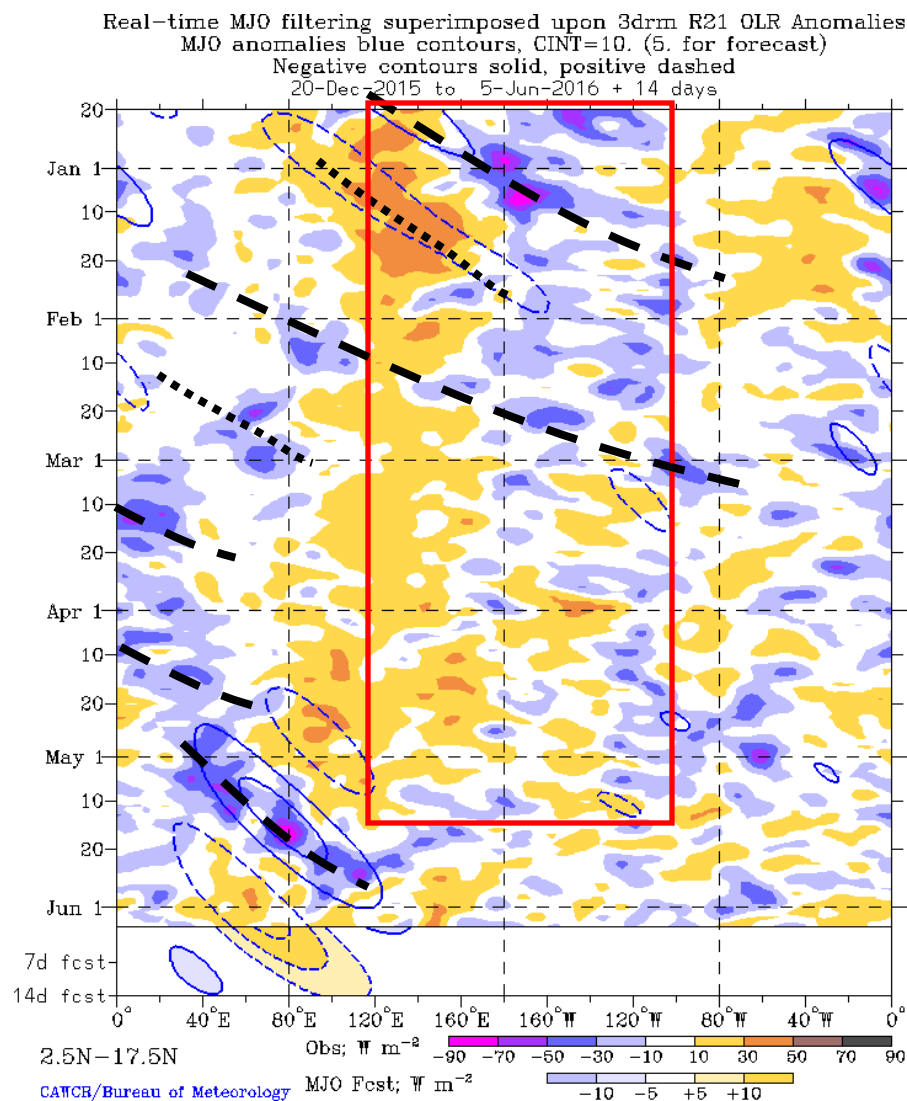 Real-time MJO filtering superimposed upon 3drm R21 OLR Anomalies
MJO anomalies blue contours, CINT=10. (5. for forecast)
Negative contours solid, positive dashed
20-Dec-2015 to 5-Jun-2016 + 14 days
20
Jan 1
10
20
Feb 1
10
20
Mar 1
10
20
Apr 1
10
20
May 1
10
20
Jun 1
7d fcst
14d fcst
0° 40°E 80°E 120°E 160°E 160°W 120°W 80°W 40°W 0°
2.5N-17.5N
Obs; W m-2
-90 -70 -50 -30 -10 10 30 50 70 90
CAWCR/Bureau of Meteorology
MJO Fcst; W m-2
-10 -5 +5 +10